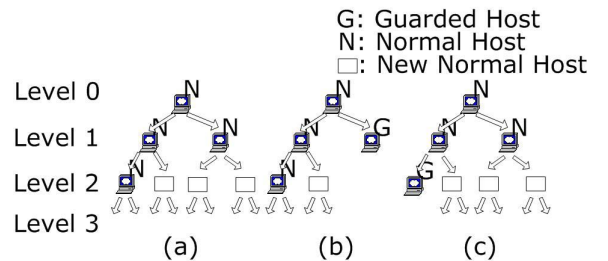 G: Guarded Host
N: Normal Host
: New Normal Host
Level 0 N N N
Level 1 N N N G N N
Level 2 N N G
Level 3
(a) (b) (c)